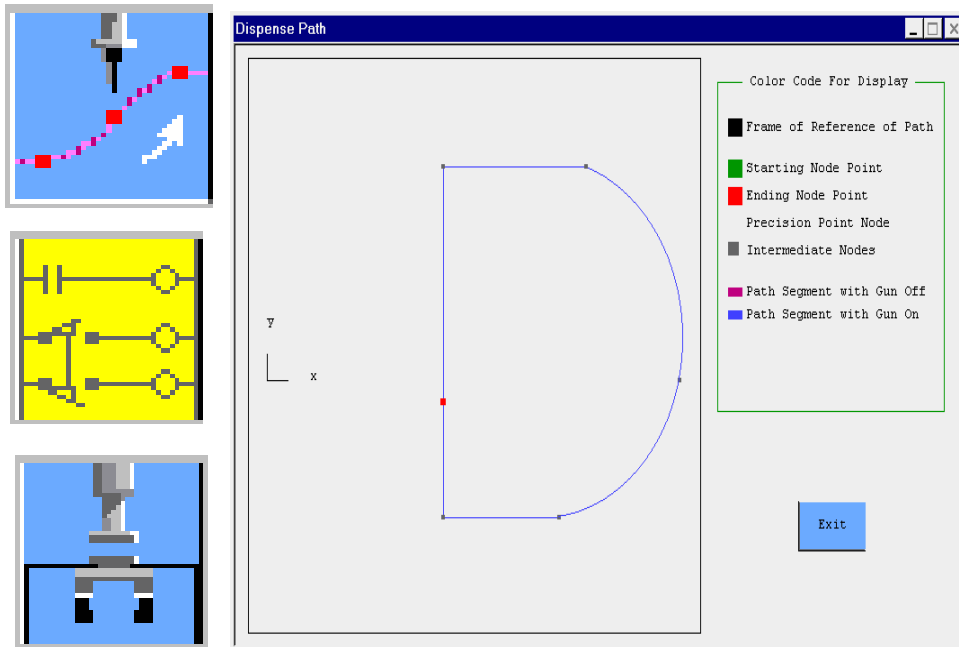 Dispense Path
Color Code For Display
Frame of Reference of Path
Starting Node Point
Ending Node Point
Precision Point Node
Intermediate Nodes
Path Segment with Gun Off
Path Segment with Gun On
y
x
Exit